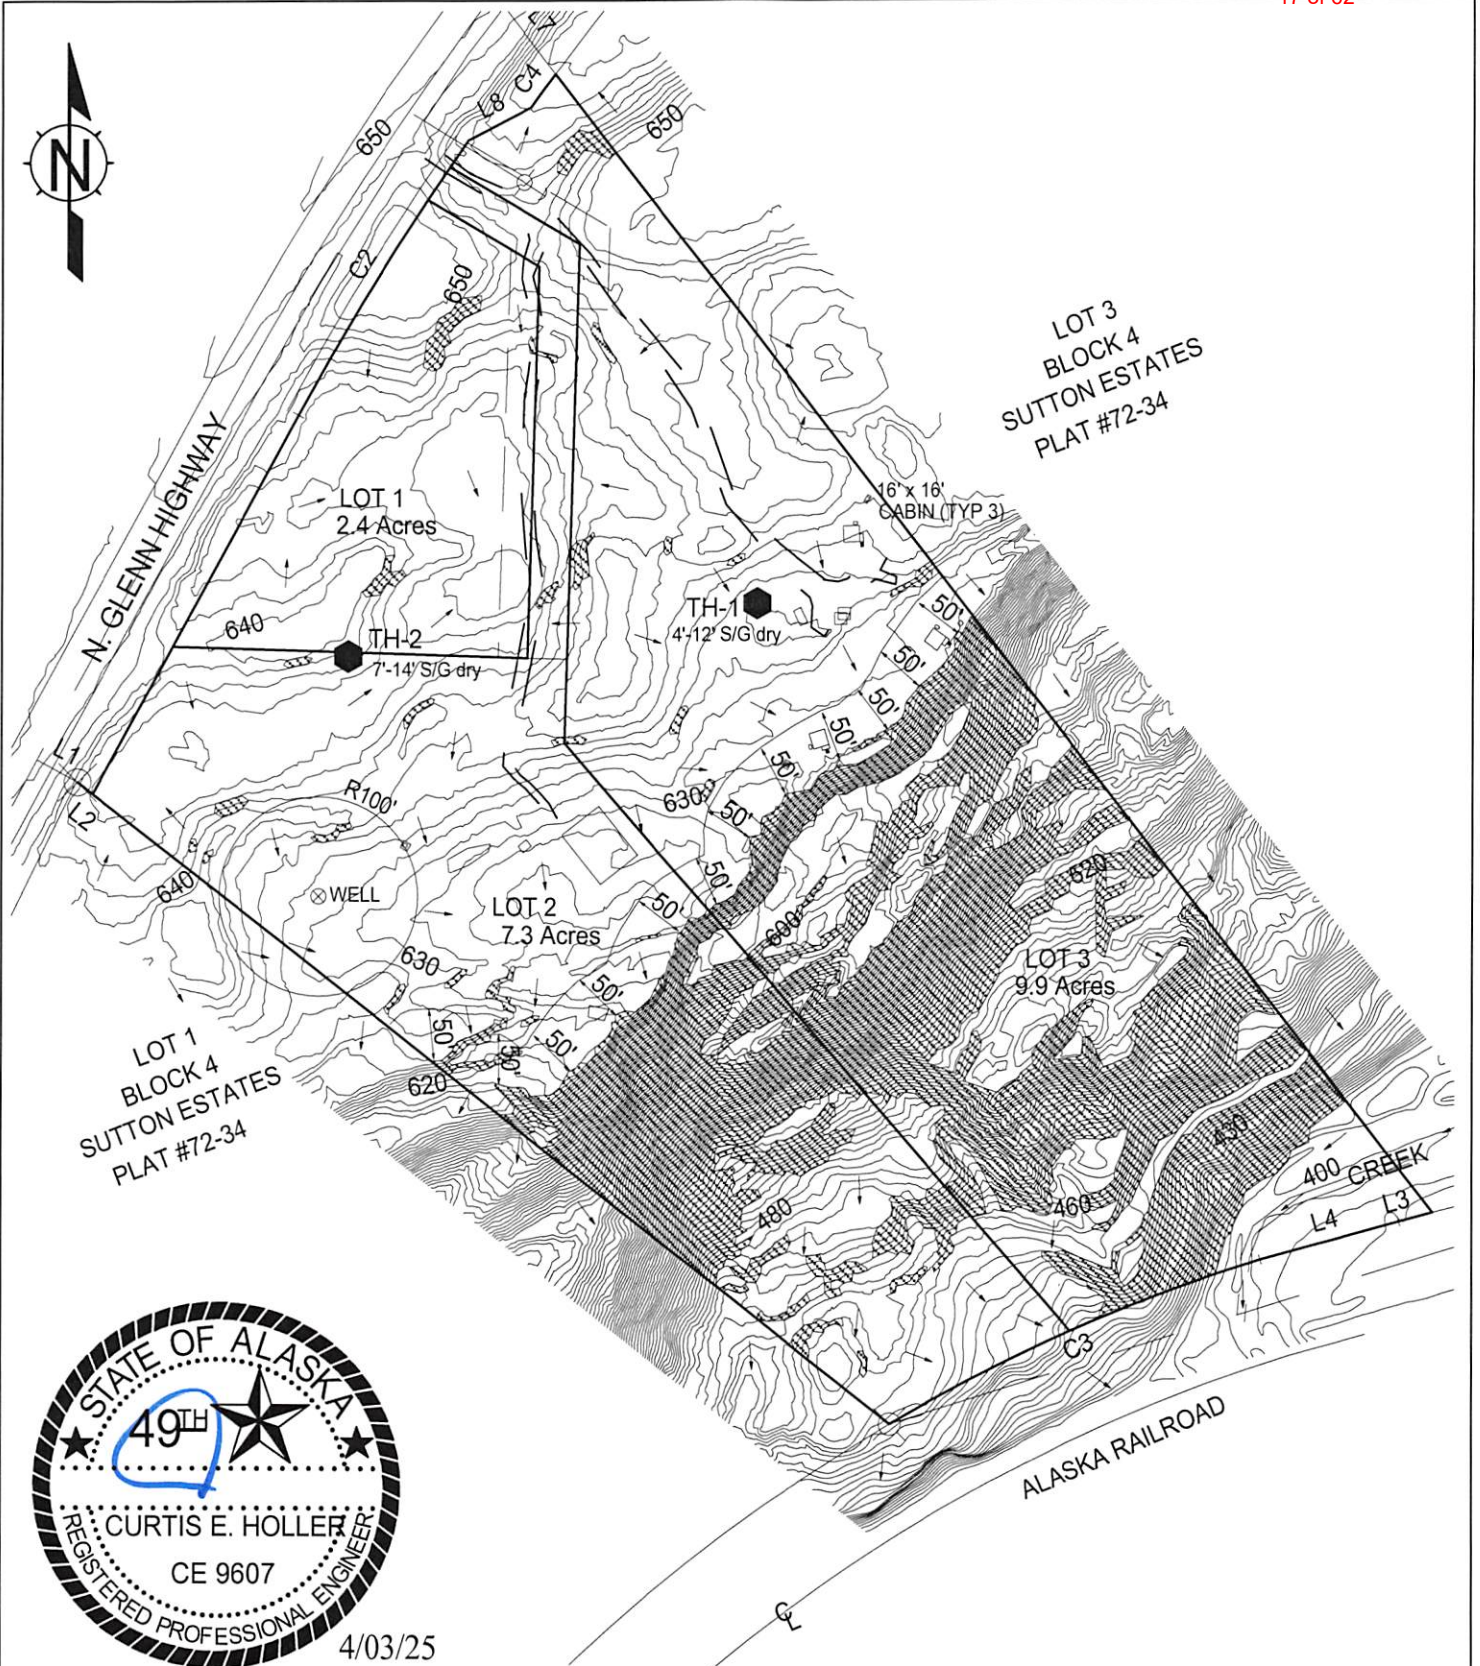 C4
L8
650
650
N
C2
650
LOT 3
BLOCK 4
SUTTON ESTATES
PLAT #72-34
N. GLENN HIGHWAY
16' x 16'
CABIN (TYP 3)
LOT 1
2.4 Acres
TH-1
4'-12' S/G dry
50'
640
TH-2
7'-14' S/G dry
50'
50'
50'
50'
L1
L2
R100'
630
50'
50'
520
640
WELL
LOT 2
7.3 Acres
50'
600
630
LOT 3
9.9 Acres
50'
50'
50'
50'
LOT 1
BLOCK 4
SUTTON ESTATES
PLAT #72-34
620
430
400
CREEK
480
460
L4
L3
C3
ALASKA RAILROAD
STATE OF ALASKA
49TH
CURTIS E. HOLLER
CE 9607
REGISTERED PROFESSIONAL ENGINEER
4/03/25
CL